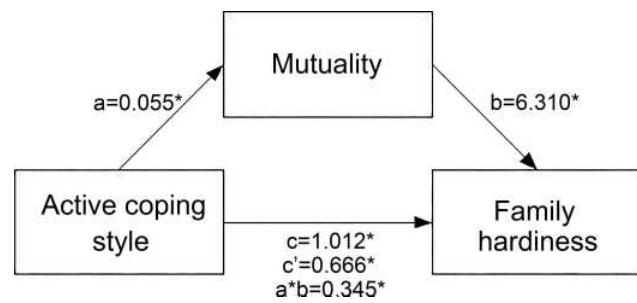 Mutuality
a=0.055*
b=6.310*
Active coping
style
c=1.012*
c'=0.666*
a*b=0.345*
Family
hardiness